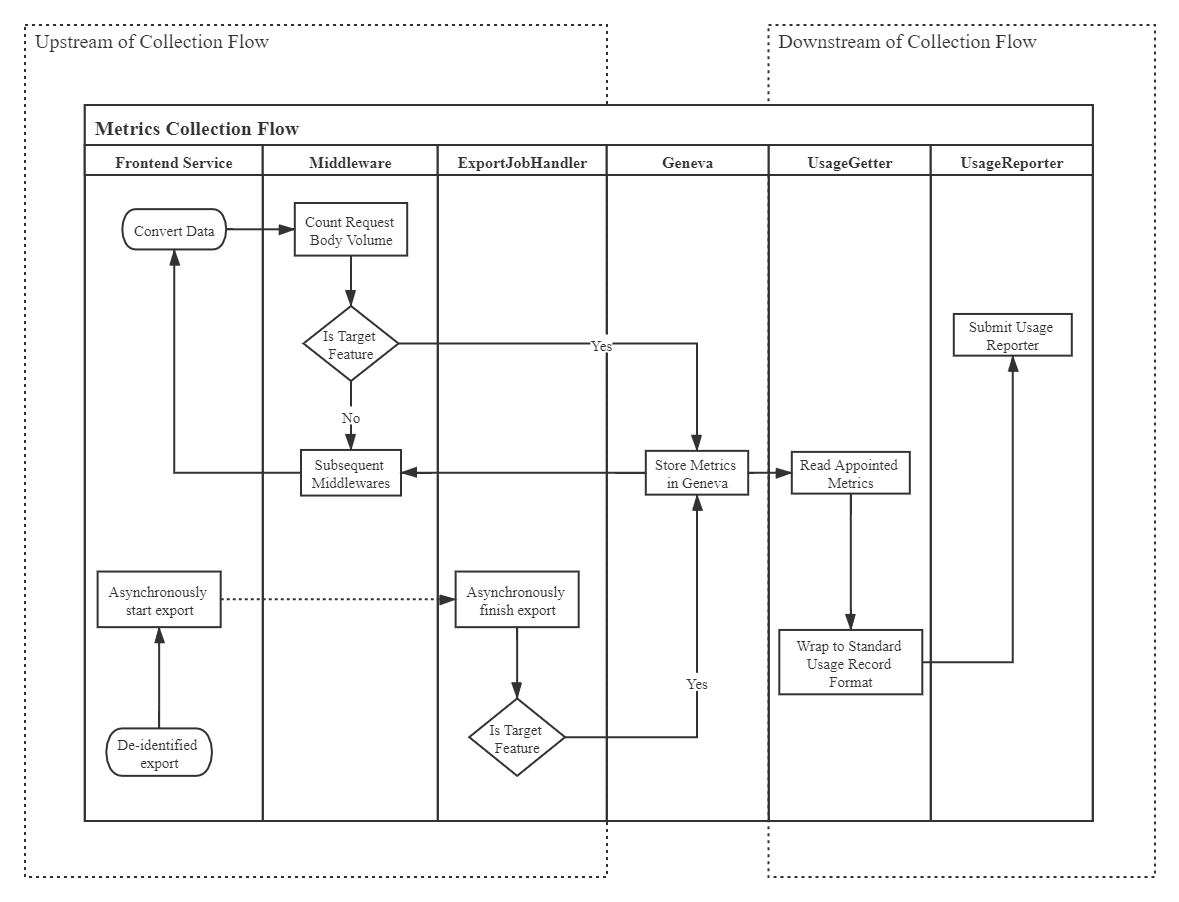 Upstream of Collection Flow
Downstream of Collection Flow
Metrics Collection Flow
Frontend Service
Middleware
ExportJobHandler
Geneva
UsageGetter
UsageReporter
Convert Data
Count Request
Body Volume
Is Target
Feature
Yes
No
Submit Usage
Reporter
Subsequent
Middlewares
Store Metrics
in Geneva
Read Appointed
Metrics
Asynchronously
start export
Asynchronously
finish export
Wrap to Standard
Usage Record
Format
Yes
Is Target
Feature
De-identified
export